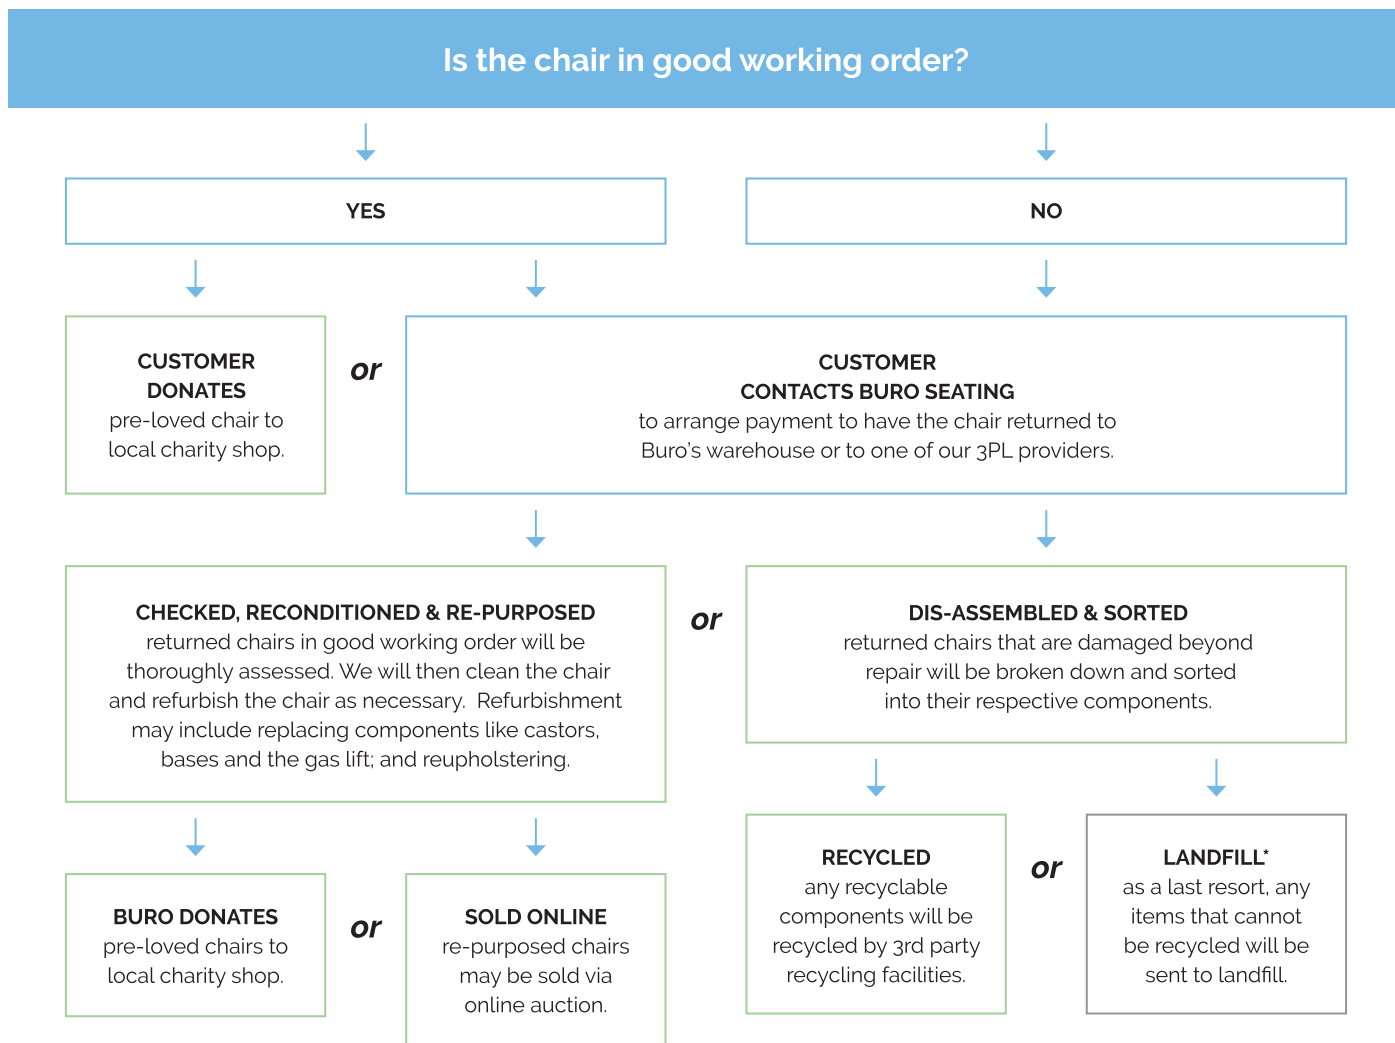 Is the chair in good working order?
YES
NO
CUSTOMER
DONATES
pre-loved chair to
local charity shop.
or
CUSTOMER
CONTACTS BURO SEATING
to arrange payment to have the chair returned to
Buro's warehouse or to one of our 3PL providers.
CHECKED, RECONDITIONED & RE-PURPOSED
returned chairs in good working order will be
thoroughly assessed. We will then clean the chair
and refurbish the chair as necessary.  Refurbishment
may include replacing components like castors,
bases and the gas lift; and reupholstering.
or
DIS-ASSEMBLED & SORTED
returned chairs that are damaged beyond
repair will be broken down and sorted
into their respective components.
BURO DONATES
pre-loved chairs to
local charity shop.
or
SOLD ONLINE
re-purposed chairs
may be sold via
online auction.
RECYCLED
any recyclable
components will be
recycled by 3rd party
recycling facilities.
or
LANDFILL*
as a last resort, any
items that cannot
be recycled will be
sent to landfill.